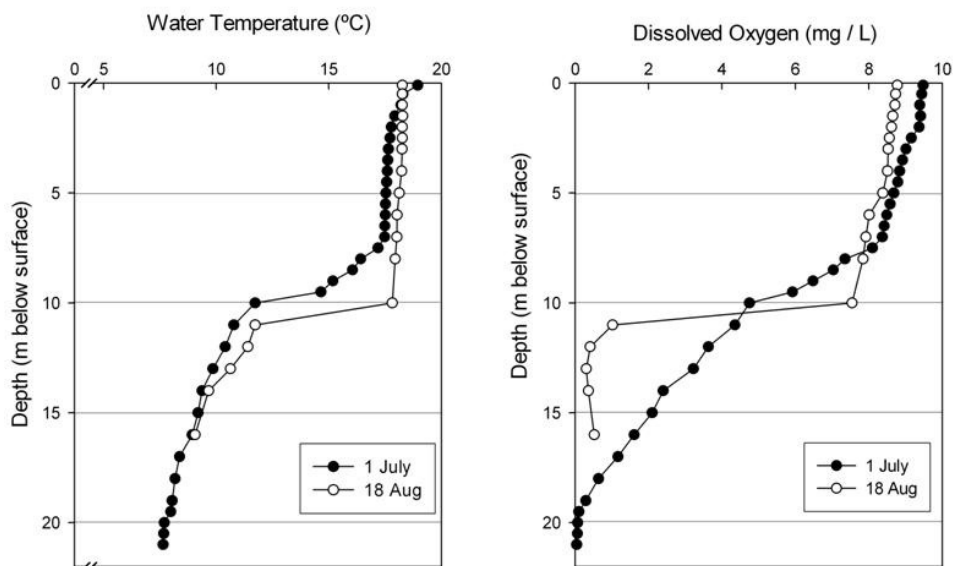 Water Temperature (ºC)
0 5 10 15 20
0
5
10
15
20
Depth (m below surface)
1 July
18 Aug
Dissolved Oxygen (mg / L)
0 2 4 6 8 10
0
5
10
15
20
Depth (m below surface)
1 July
18 Aug